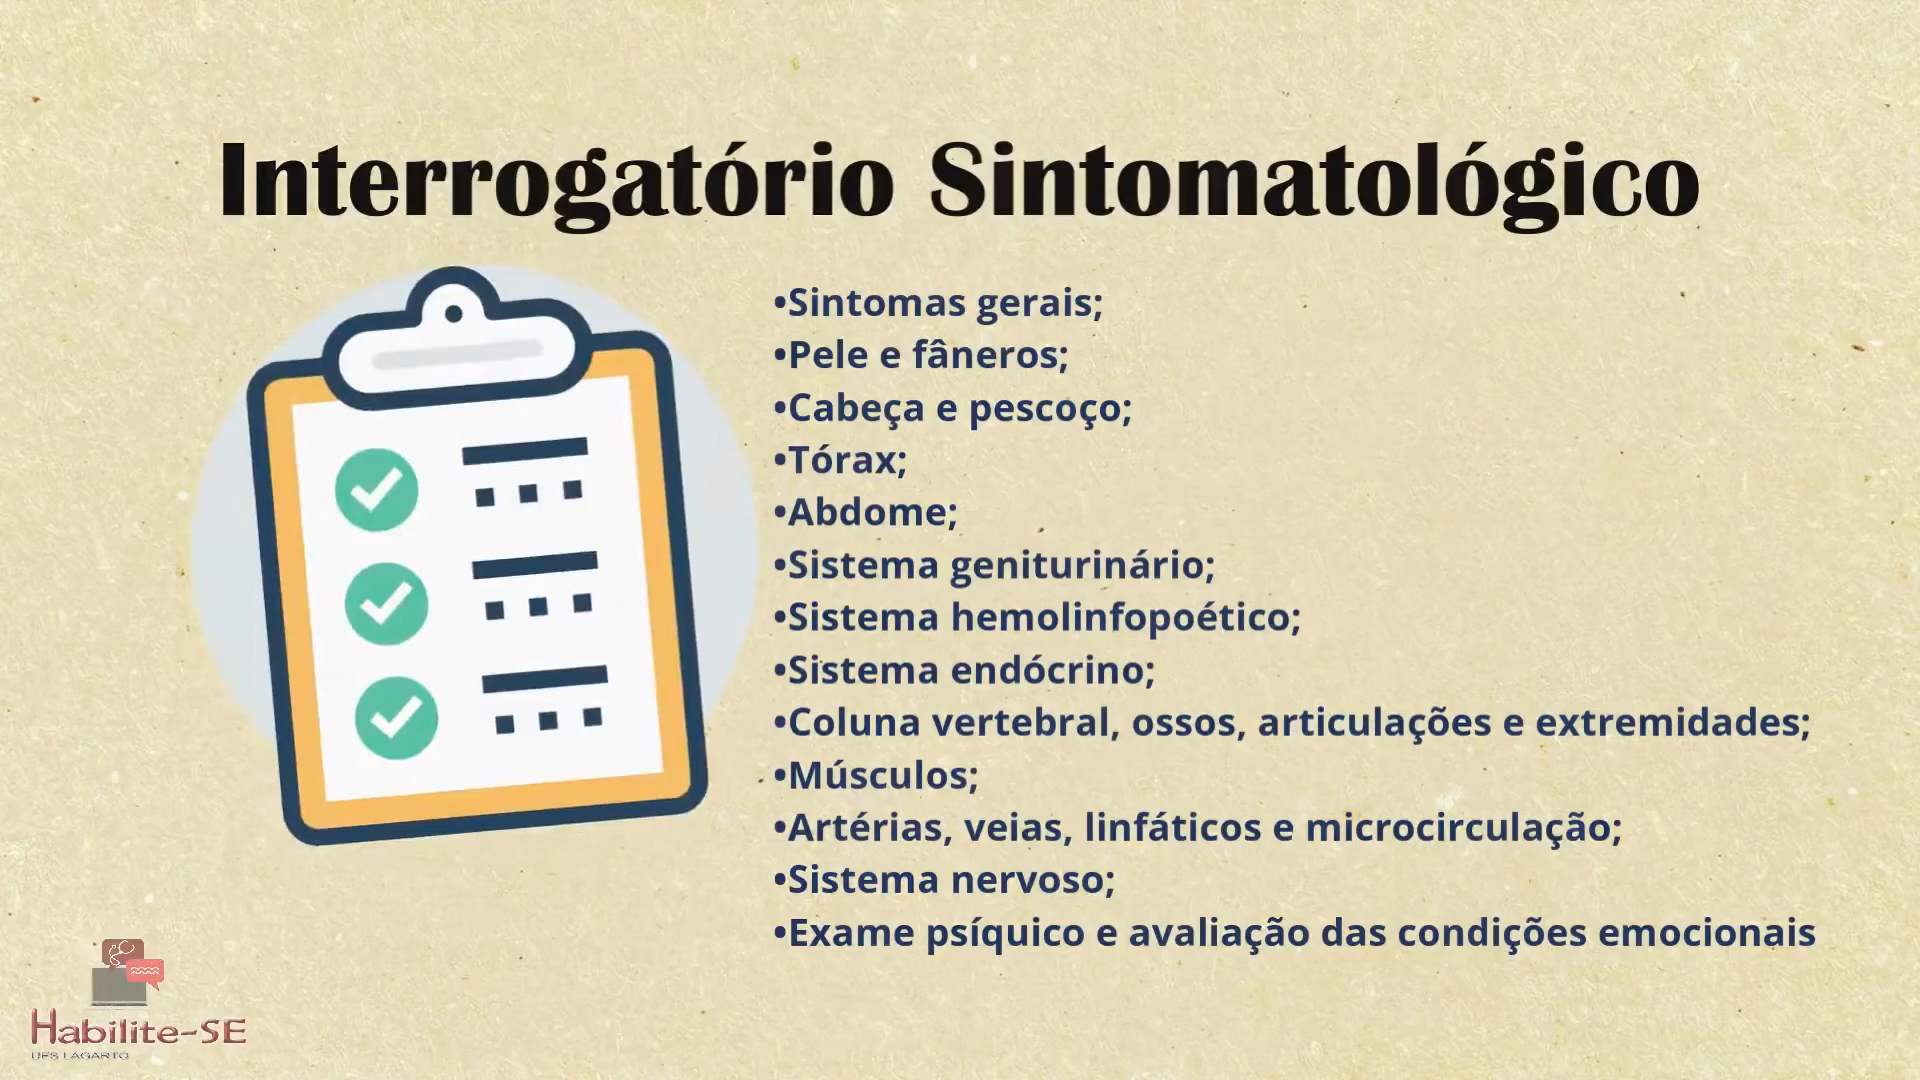 Interrogatório Sintomatológico
•Sintomas gerais;
•Pele e fâneros;
•Cabeça e pescoço;
•Tórax;
•Abdome;
•Sistema geniturinário;
•Sistema hemolinfopoético;
•Sistema endócrino;
•Coluna vertebral, ossos, articulações e extremidades;
•Músculos;
•Artérias, veias, linfáticos e microcirculação;
•Sistema nervoso;
•Exame psíquico e avaliação das condições emocionais
Habilite-SE
UFS LAGARTO